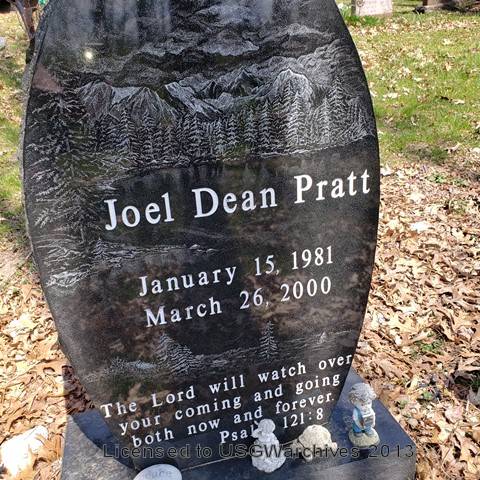 Joel Dean Pratt
January 15, 1981
March 26, 2000
The Lord will watch over
your coming and going
both now and forever.
Psalm 121:8
Licensed to USGWarchives 2013